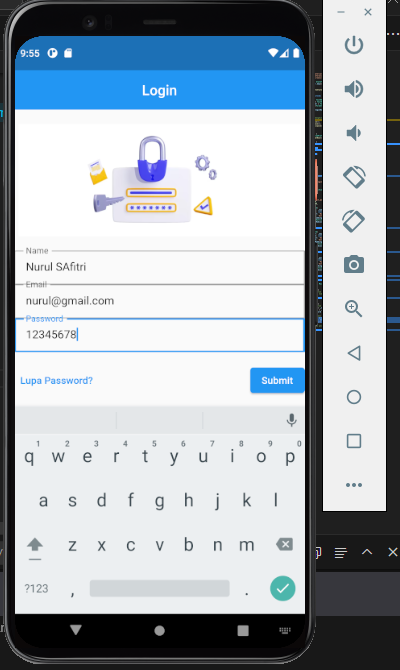 9:55
Login
Name
Nurul SAfitri
Email
nurul@gmail.com
Password
12345678
Lupa Password?
Submit
1 2 3 4 5 6 7 8 9 0
q w e r t y u i o p
a s d f g h j k l
z x c v b n m
?123 , .